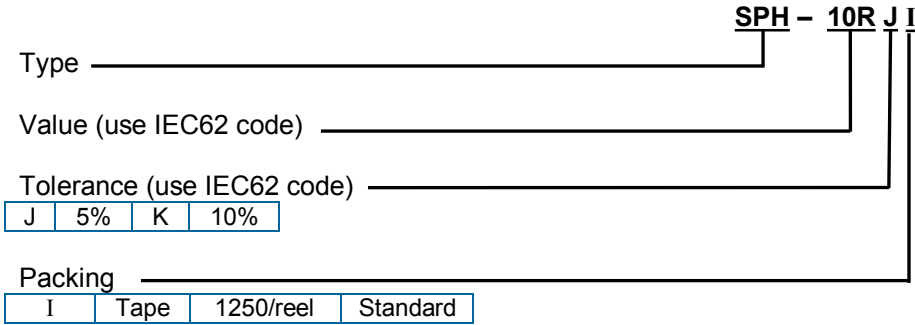 SPH – 10R J I
Type
Value (use IEC62 code)
Tolerance (use IEC62 code)
J 5% K 10%
Packing
I Tape 1250/reel Standard